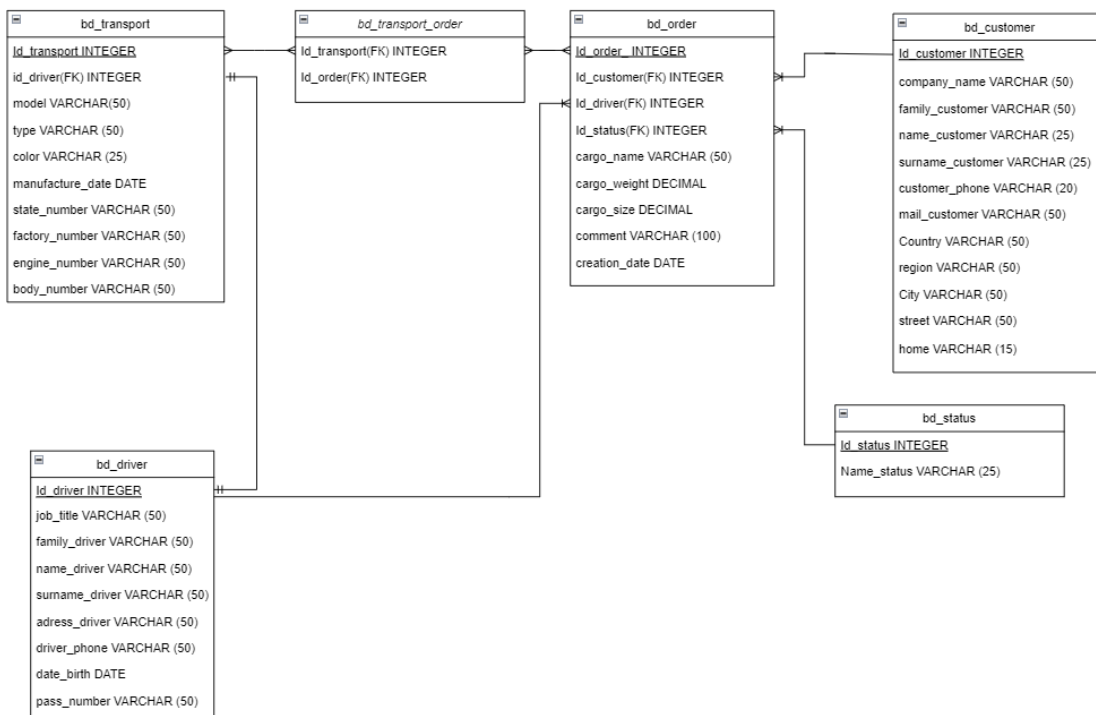 bd_transport
Id_transport INTEGER
id_driver(FK) INTEGER
model VARCHAR(50)
type VARCHAR (50)
color VARCHAR (25)
manufacture_date DATE
state_number VARCHAR (50)
factory_number VARCHAR (50)
engine_number VARCHAR (50)
body_number VARCHAR (50)
bd_transport_order
Id_transport(FK) INTEGER
Id_order(FK) INTEGER
bd_order
Id_order_ INTEGER
Id_customer(FK) INTEGER
Id_driver(FK) INTEGER
Id_status(FK) INTEGER
cargo_name VARCHAR (50)
cargo_weight DECIMAL
cargo_size DECIMAL
comment VARCHAR (100)
creation_date DATE
bd_customer
Id_customer INTEGER
company_name VARCHAR (50)
family_customer VARCHAR (50)
name_customer VARCHAR (25)
surname_customer VARCHAR (25)
customer_phone VARCHAR (20)
mail_customer VARCHAR (50)
Country VARCHAR (50)
region VARCHAR (50)
City VARCHAR (50)
street VARCHAR (50)
home VARCHAR (15)
bd_status
Id_status INTEGER
Name_status VARCHAR (25)
bd_driver
Id_driver INTEGER
job_title VARCHAR (50)
family_driver VARCHAR (50)
name_driver VARCHAR (50)
surname_driver VARCHAR (50)
adress_driver VARCHAR (50)
driver_phone VARCHAR (50)
date_birth DATE
pass_number VARCHAR (50)